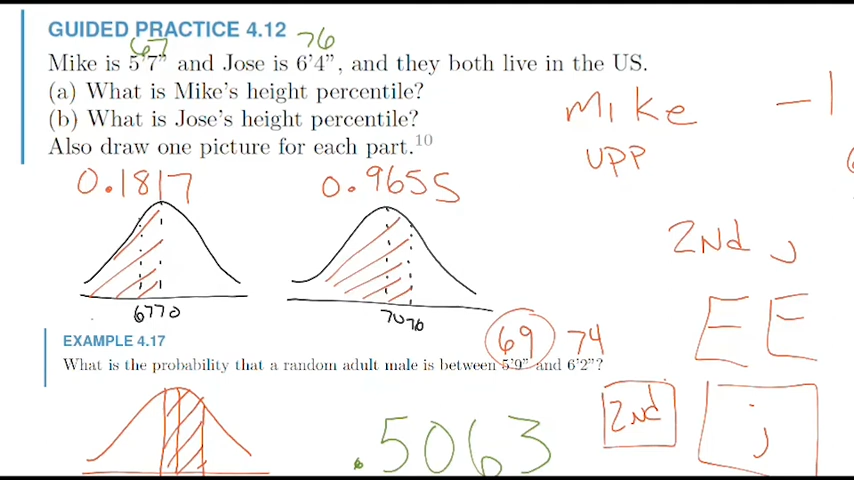 GUIDED PRACTICE 4.12
67 76
Mike is 5'7" and Jose is 6'4", and they both live in the US.
(a) What is Mike's height percentile?
(b) What is Jose's height percentile?
Also draw one picture for each part.10
Mike -1
UPP
0.1817 0.9655
2Nd j
6770 7076
E E
EXAMPLE 4.17
69 74
What is the probability that a random adult male is between 5'9" and 6'2"?
2nd j
.5063